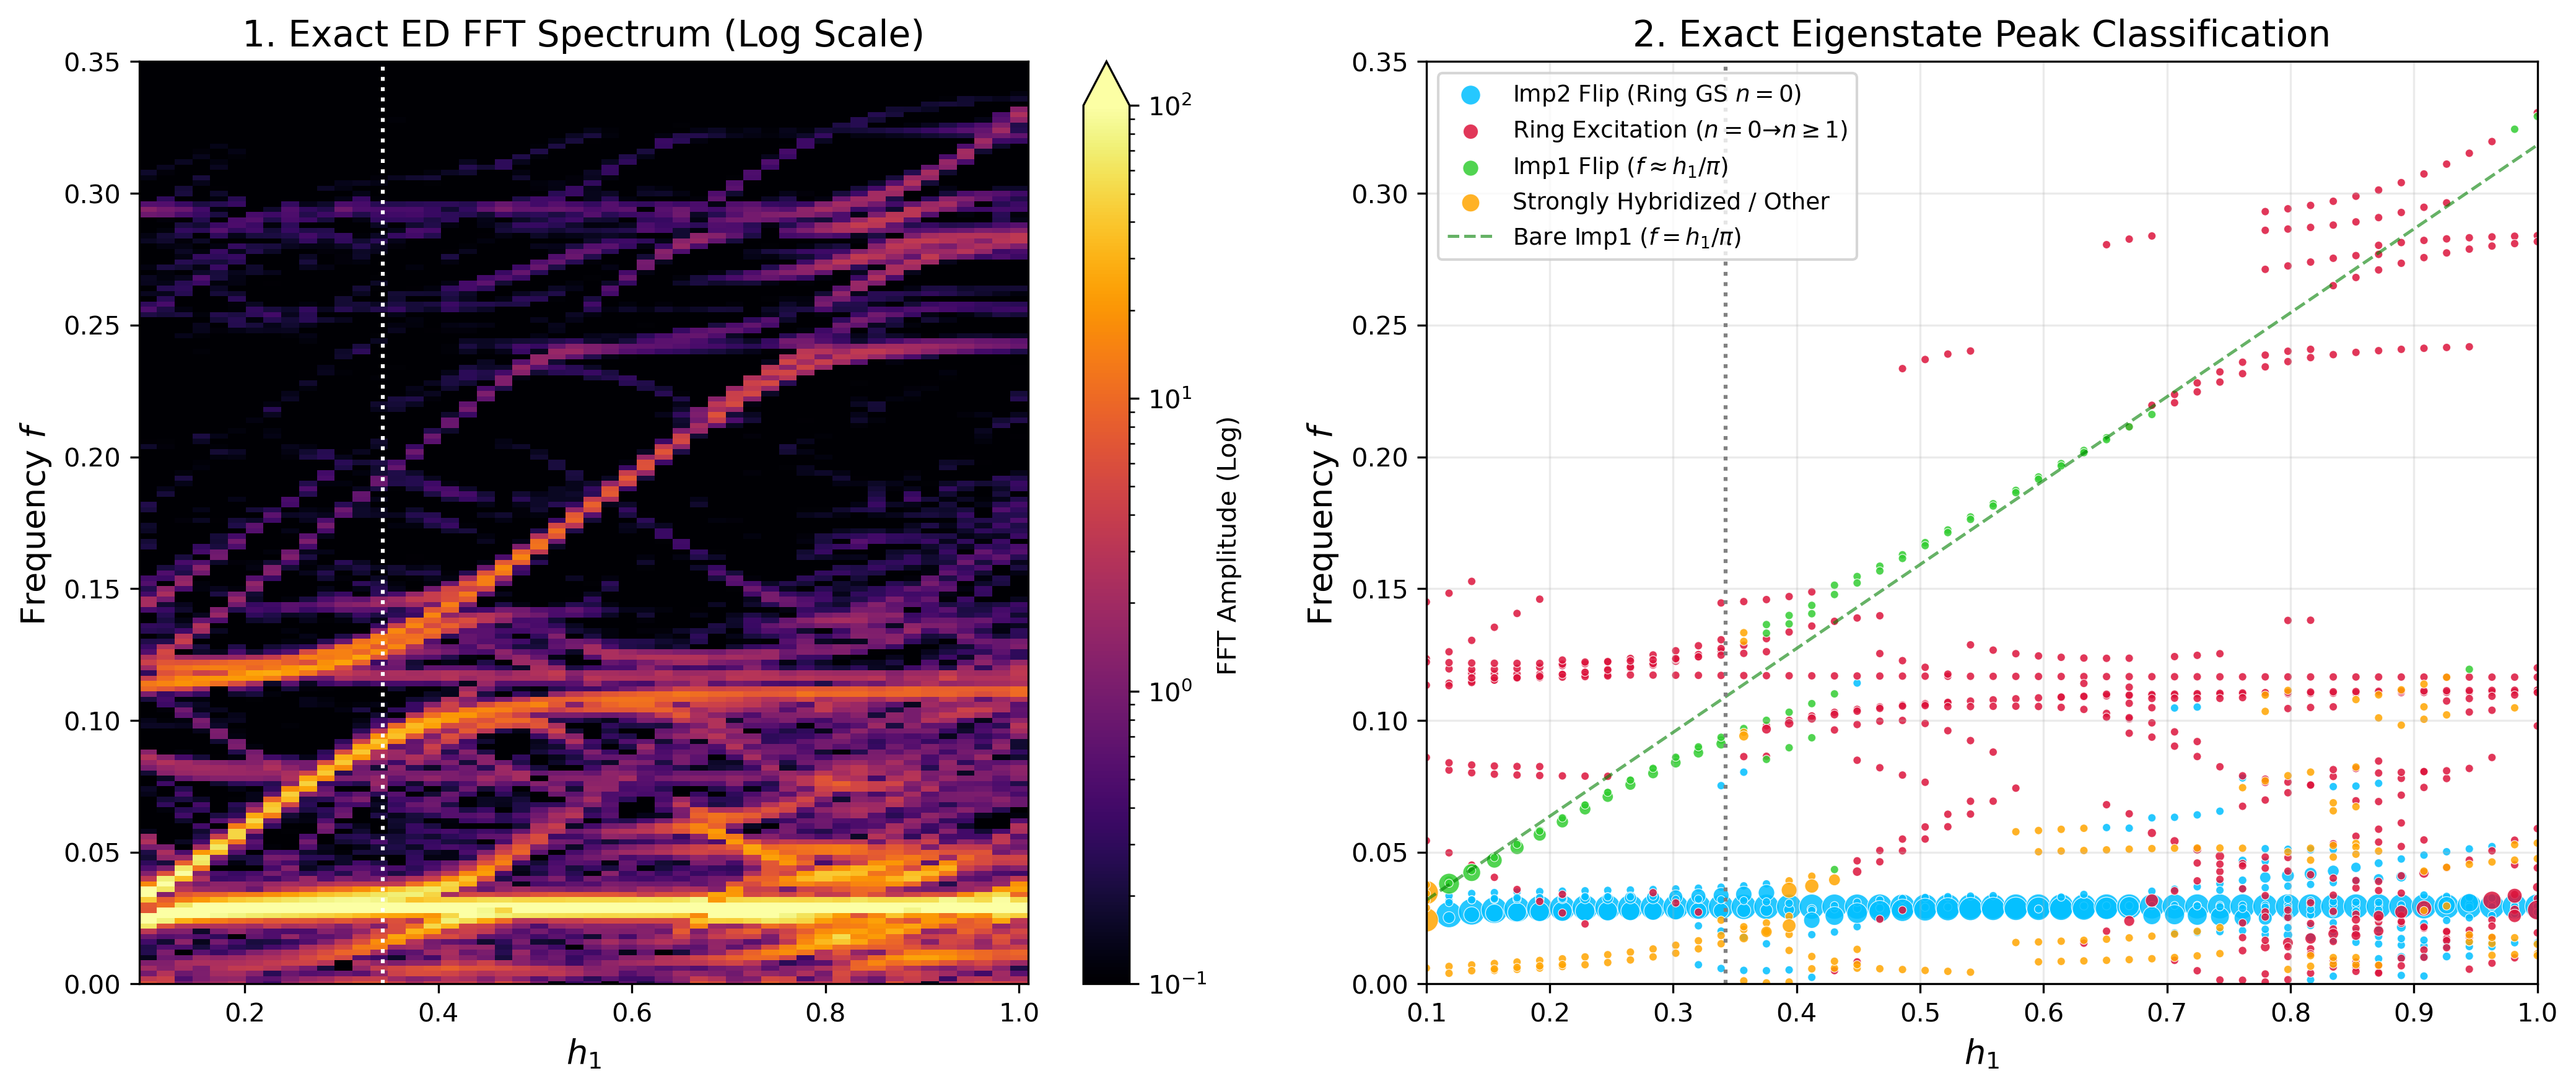 1. Exact ED FFT Spectrum (Log Scale)
0.35
0.30
0.25
0.20
0.15
0.10
0.05
0.00
Frequency f
0.2
0.4
0.6
0.8
1.0
h₁
10²
10¹
10⁰
10⁻¹
FFT Amplitude (Log)
2. Exact Eigenstate Peak Classification
Imp2 Flip (Ring GS n = 0)
Ring Excitation (n = 0→n ≥ 1)
Imp1 Flip (f ≈ h₁/π)
Strongly Hybridized / Other
Bare Imp1 (f = h₁/π)
0.35
0.30
0.25
0.20
0.15
0.10
0.05
0.00
Frequency f
0.1
0.2
0.3
0.4
0.5
0.6
0.7
0.8
0.9
1.0
h₁